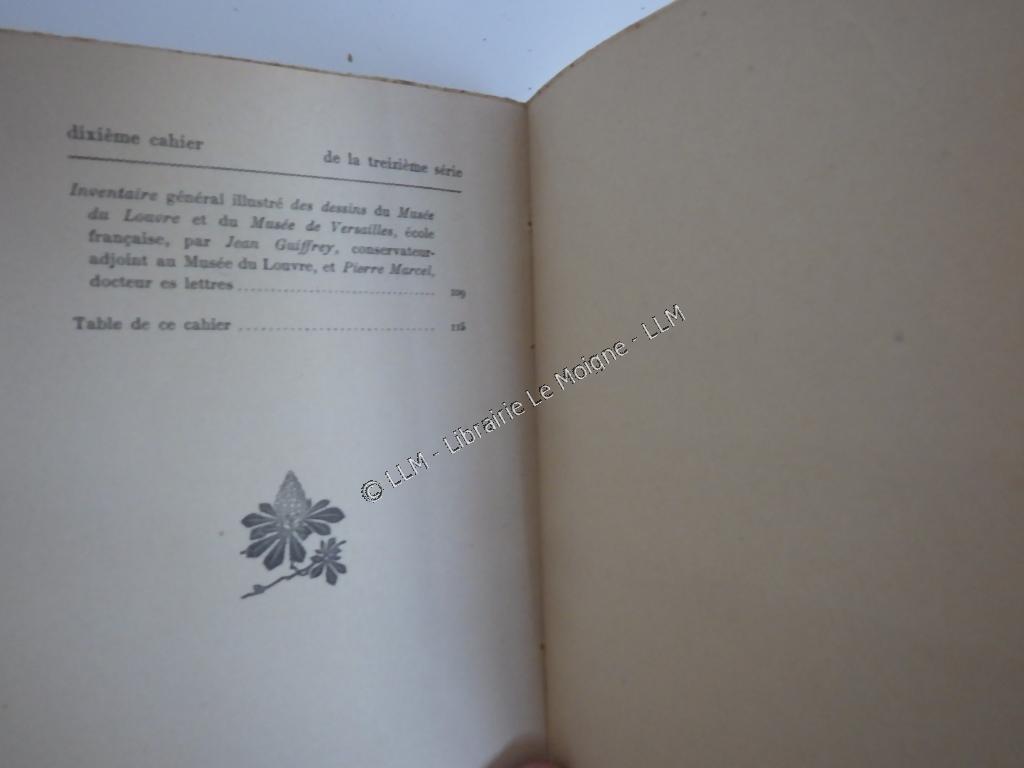 dixième cahier
de la treizième série
Inventaire général illustré des dessins du Musée
du Louvre et du Musée de Versailles, école
française, par Jean Guiffrey, conservateur-
adjoint au Musée du Louvre, et Pierre Marcel,
docteur es lettres ........................................ 109
Table de ce cahier ........................................ 115
© LLM - Librairie Le Moigne - LLM